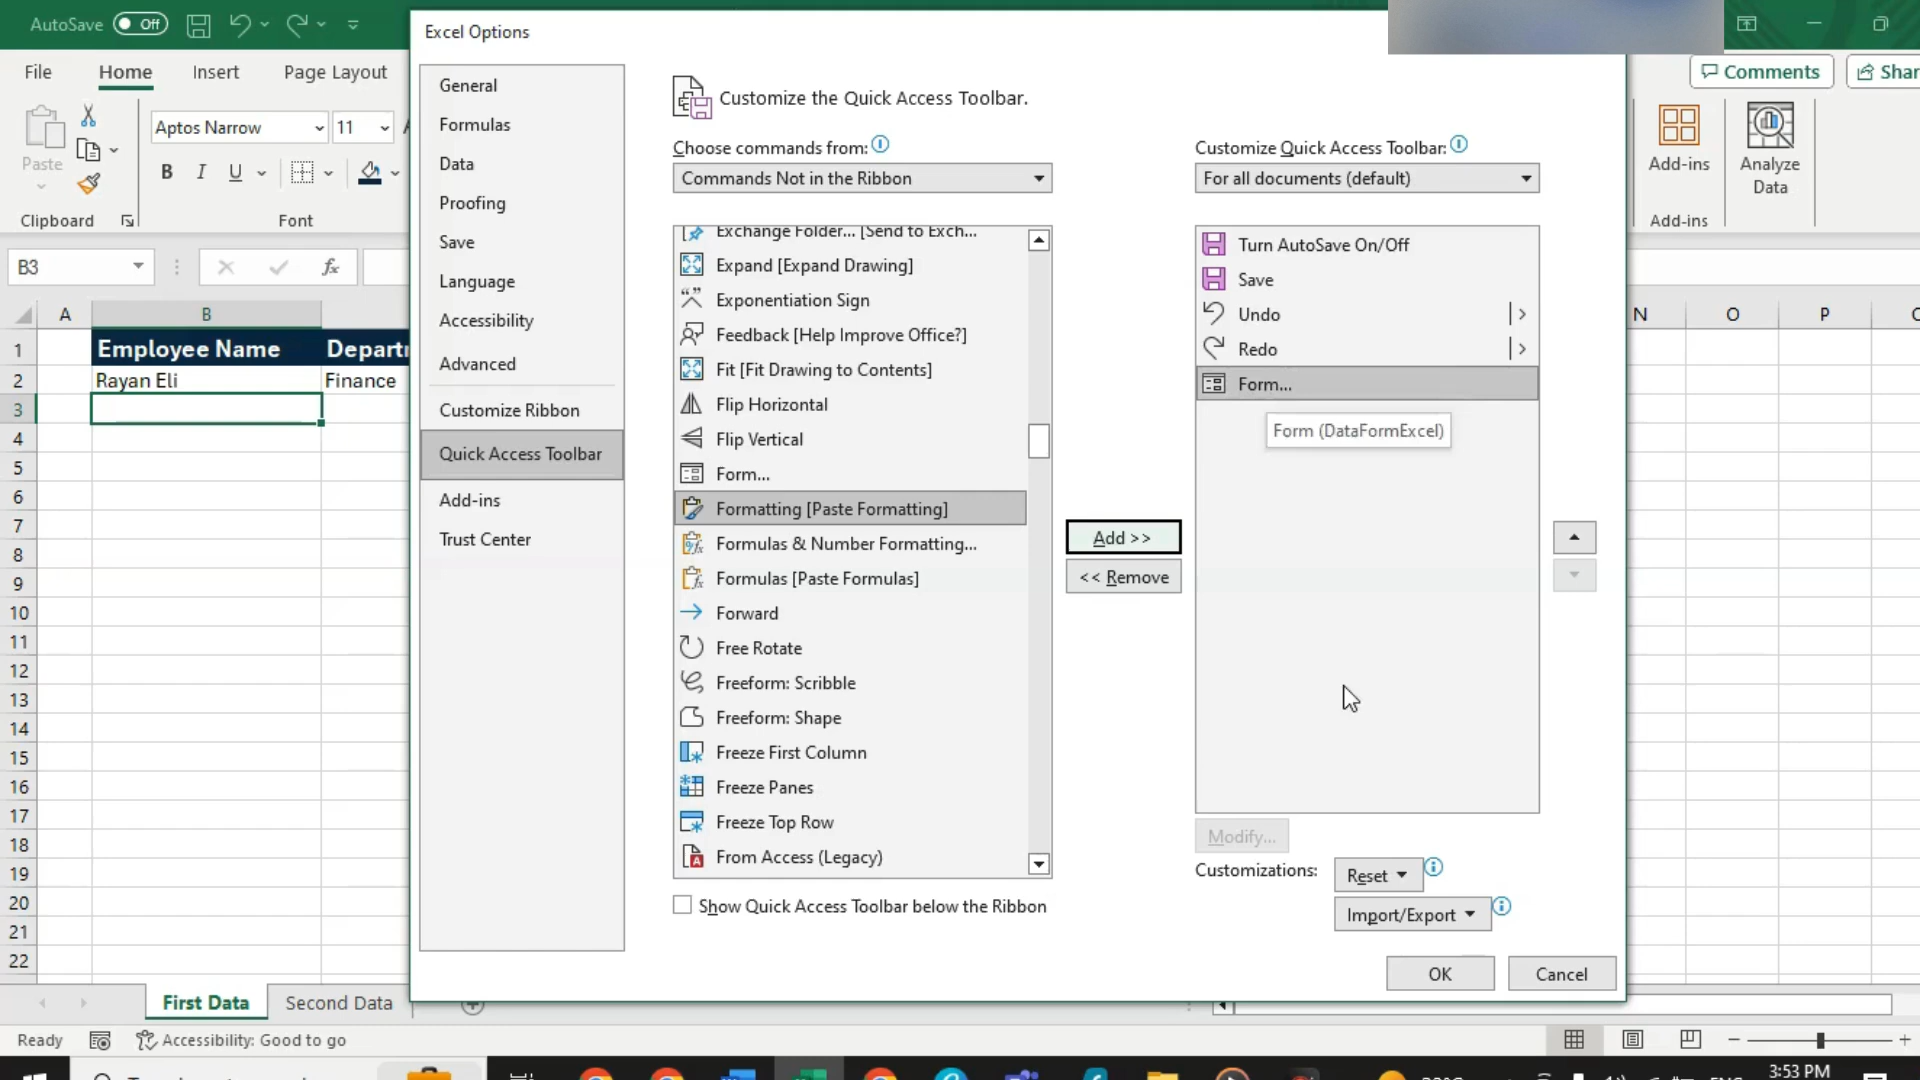 AutoSave Off
Excel Options
File Home Insert Page Layout
Comments
Shar
Aptos Narrow 11
Paste
B I U
Clipboard Font
Add-ins
Analyze
Data
Add-ins
B3
fx
A B N O P
1 Employee Name Departr
2 Rayan Eli Finance
3
4
5
6
7
8
9
10
11
12
13
14
15
16
17
18
19
20
21
22
General
Formulas
Data
Proofing
Save
Language
Accessibility
Advanced
Customize Ribbon
Quick Access Toolbar
Add-ins
Trust Center
Customize the Quick Access Toolbar.
Choose commands from:
Commands Not in the Ribbon
Exchange Folder... [Send to Exch...
Expand [Expand Drawing]
Exponentiation Sign
Feedback [Help Improve Office?]
Fit [Fit Drawing to Contents]
Flip Horizontal
Flip Vertical
Form...
Formatting [Paste Formatting]
Formulas & Number Formatting...
Formulas [Paste Formulas]
Forward
Free Rotate
Freeform: Scribble
Freeform: Shape
Freeze First Column
Freeze Panes
Freeze Top Row
From Access (Legacy)
Show Quick Access Toolbar below the Ribbon
Add >>
<< Remove
Customize Quick Access Toolbar:
For all documents (default)
Turn AutoSave On/Off
Save
Undo
Redo
Form...
Form (DataFormExcel)
Modify...
Customizations: Reset
Import/Export
OK Cancel
First Data Second Data
Ready Accessibility: Good to go
3:53 PM